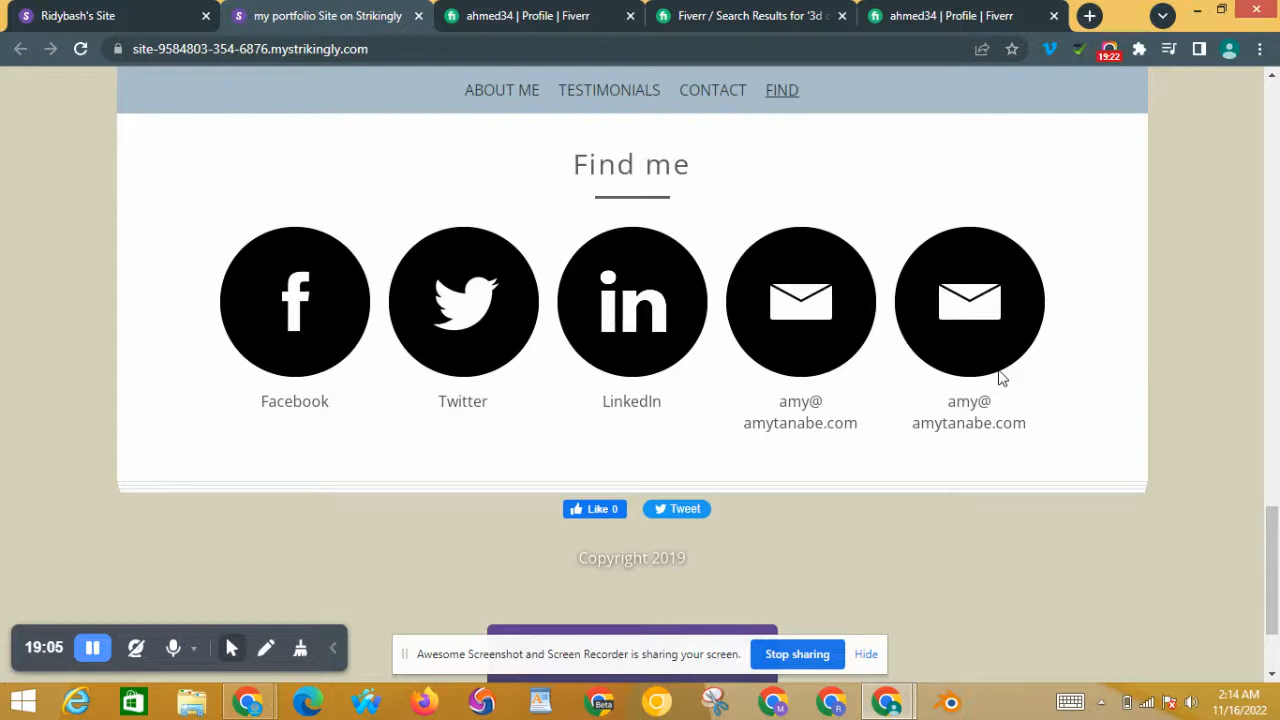 Ridybash's Site
my portfolio Site on Strikingly
ahmed34 | Profile | Fiverr
Fiverr / Search Results for '3d
ahmed34 | Profile | Fiverr
site-9584803-354-6876.mystrikingly.com
19:22
ABOUT ME TESTIMONIALS CONTACT FIND
Find me
Facebook
Twitter
LinkedIn
amy@
amytanabe.com
amy@
amytanabe.com
Like 0
Tweet
Copyright 2019
19:05
Awesome Screenshot and Screen Recorder is sharing your screen.
Stop sharing
Hide
Beta
M
R
2:14 AM
11/16/2022